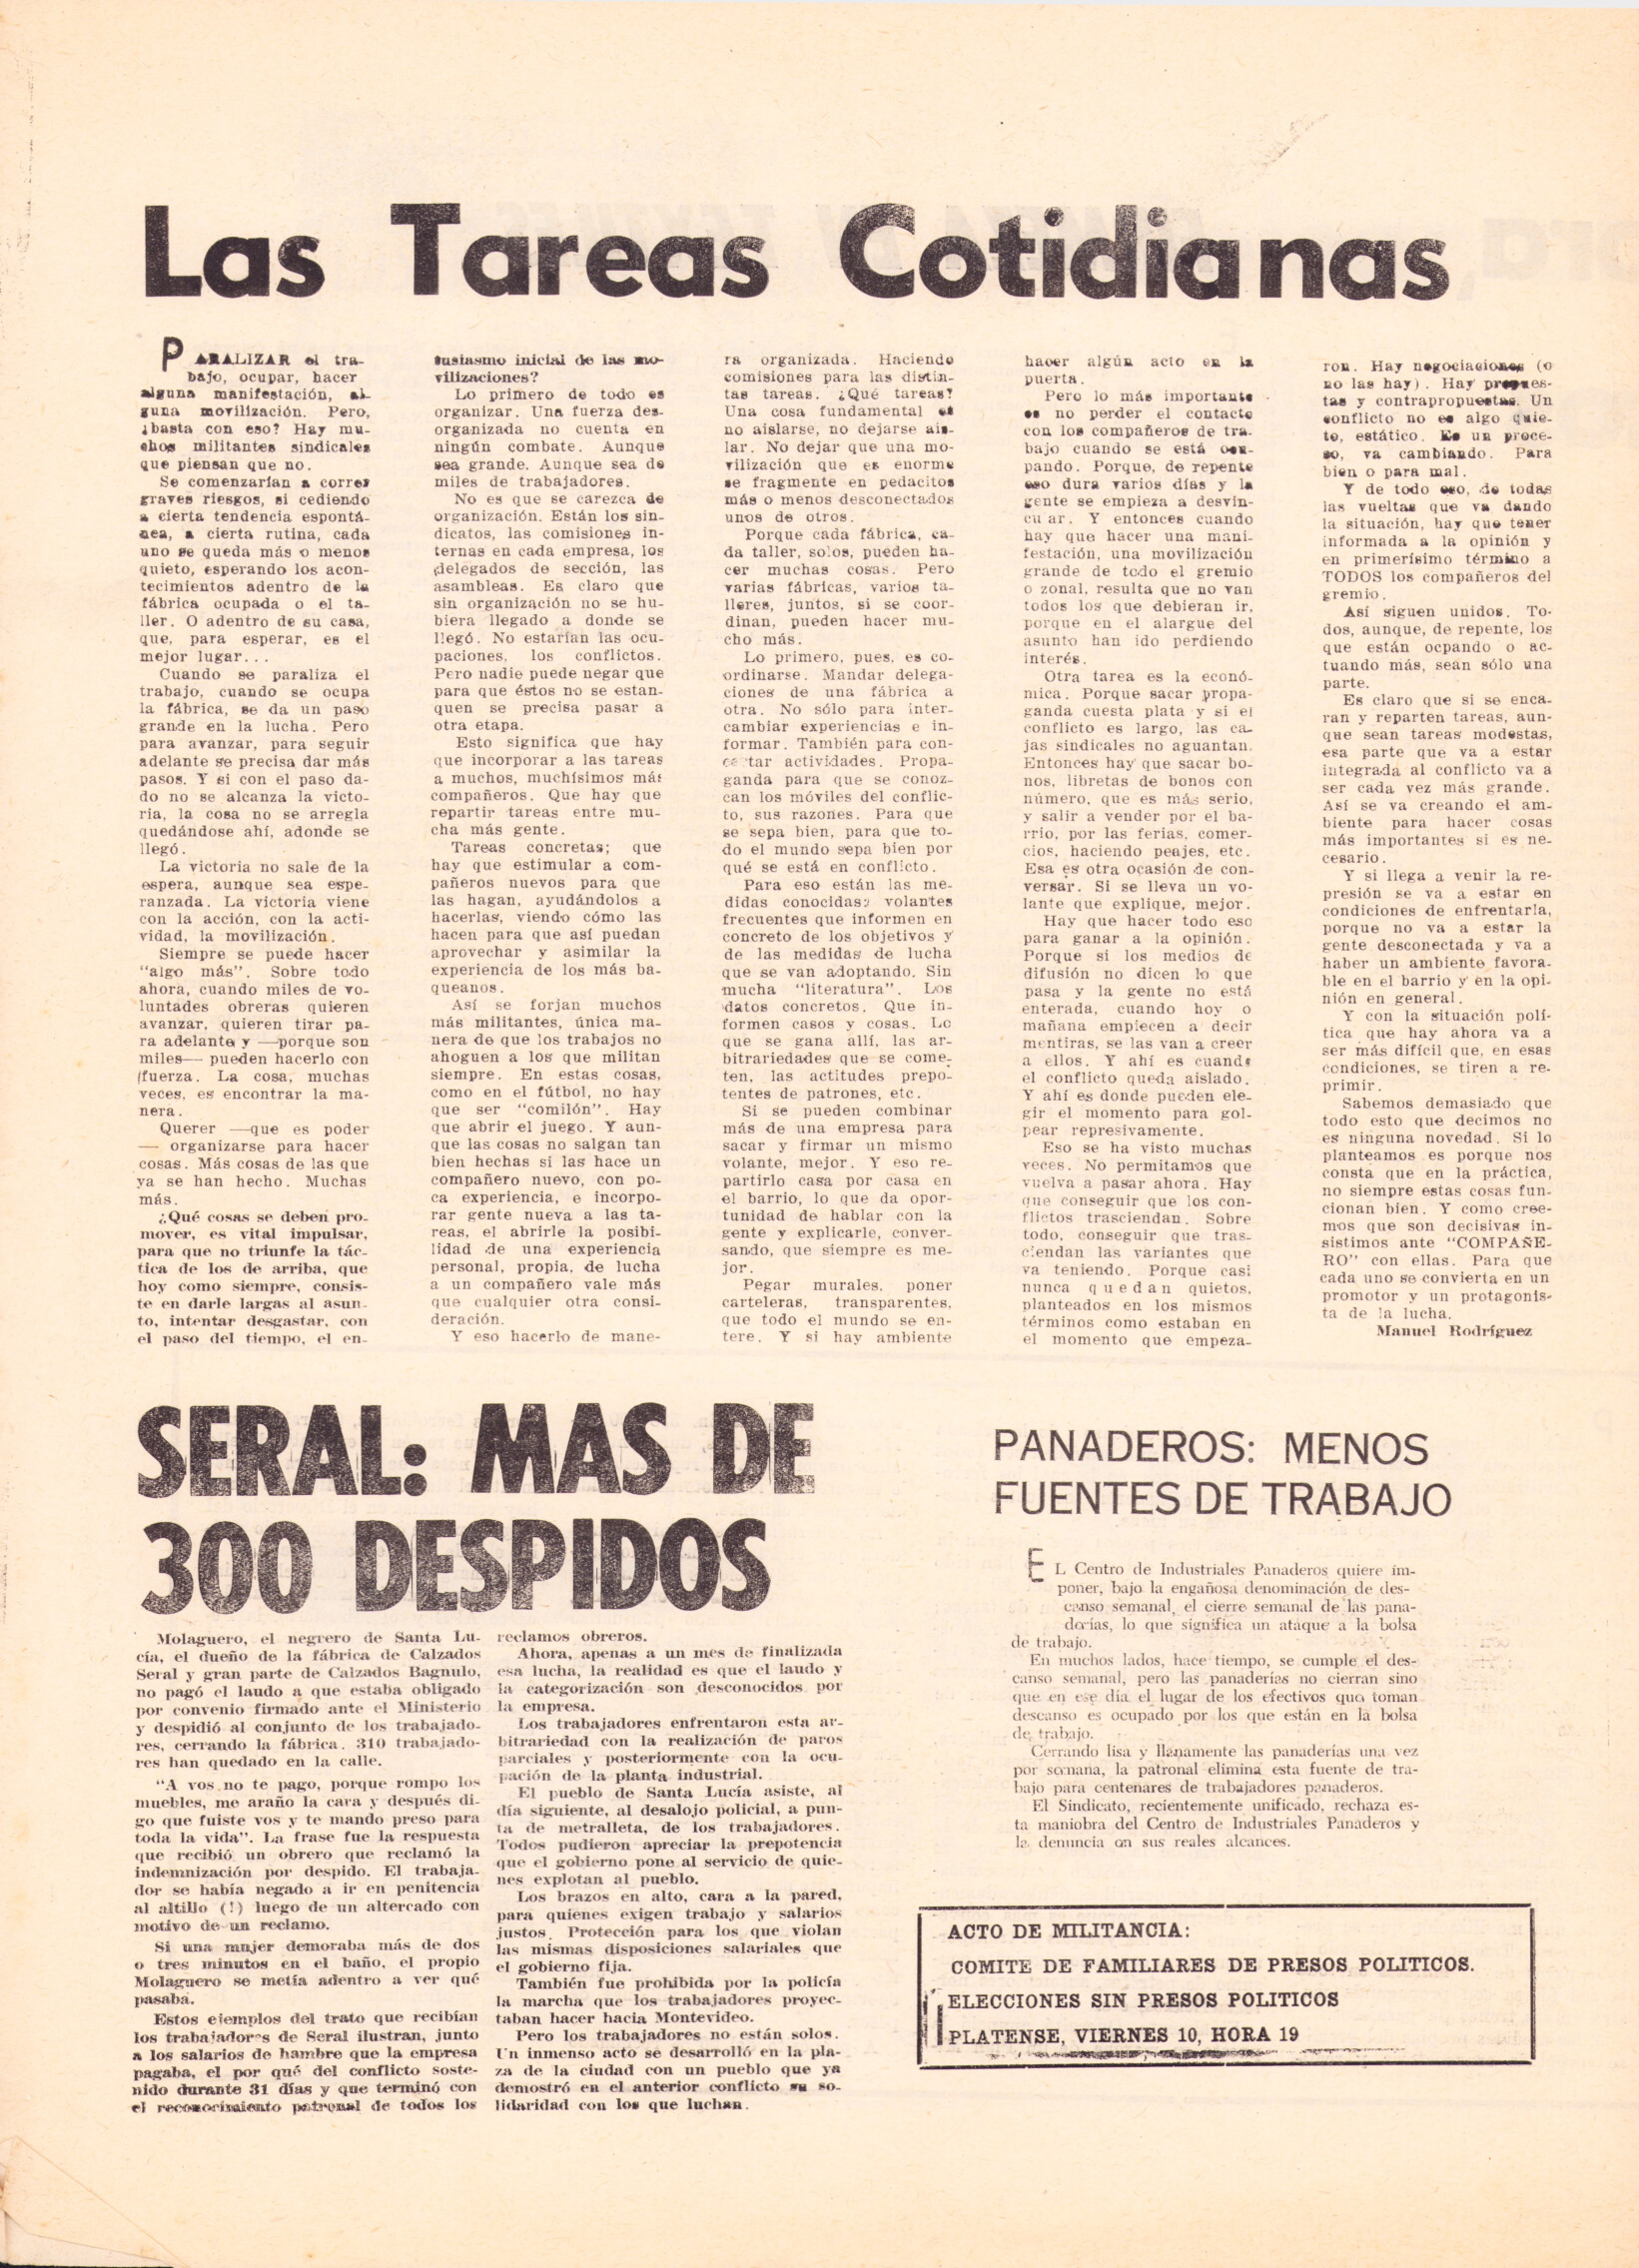 Las Tareas Cotidianas
PARALIZAR el tra-
bajo, ocupar, hacer
alguna manifestación, al-
guna movilización. Pero,
¿basta con eso? Hay mu-
chos militantes sindicales
que piensan que no.
Se comenzarían a correr
graves riesgos, si cediendo
a cierta tendencia espontá-
nea, a cierta rutina, cada
uno se queda más o menos
quieto, esperando los acon-
tecimientos adentro de la
fábrica ocupada o el ta-
ller. O adentro de su casa,
que, para esperar, es el
mejor lugar...
Cuando se paraliza el
trabajo, cuando se ocupa
la fábrica, se da un paso
grande en la lucha. Pero
para avanzar, para seguir
adelante se precisa dar más
pasos. Y si con el paso da-
do no se alcanza la victo-
ria, la cosa no se arregla
quedándose ahí, adonde se
llegó.
La victoria no sale de la
espera, aunque sea espe-
ranzada. La victoria viene
con la acción, con la acti-
vidad, la movilización.
Siempre se puede hacer
"algo más". Sobre todo
ahora, cuando miles de vo-
luntades obreras quieren
avanzar, quieren tirar pa-
ra adelante y —porque son
miles— pueden hacerlo con
fuerza. La cosa, muchas
veces, es encontrar la ma-
nera.
Querer —que es poder
— organizarse para hacer
cosas. Más cosas de las que
ya se han hecho. Muchas
más.
¿Qué cosas se deben pro-
mover, es vital impulsar,
para que no triunfe la tác-
tica de los de arriba, que
hoy como siempre, consis-
te en darle largas al asun-
to, intentar desgastar, con
el paso del tiempo, el en-
tusiasmo inicial de las mo-
vilizaciones?
Lo primero de todo es
organizar. Una fuerza des-
organizada no cuenta en
ningún combate. Aunque
sea grande. Aunque sea de
miles de trabajadores.
No es que se carezca de
organización. Están los sin-
dicatos, las comisiones in-
ternas en cada empresa, los
delegados de sección, las
asambleas. Es claro que
sin organización no se hu-
biera llegado a donde se
llegó. No estarían las ocu-
paciones, los conflictos.
Pero nadie puede negar que
para que éstos no se estan-
quen se precisa pasar a
otra etapa.
Esto significa que hay
que incorporar a las tareas
a muchos, muchísimos más
compañeros. Que hay que
repartir tareas entre mu-
cha más gente.
Tareas concretas; que
hay que estimular a com-
pañeros nuevos para que
las hagan, ayudándolos a
hacerlas, viendo cómo las
hacen para que así puedan
aprovechar y asimilar la
experiencia de los más ba-
queanos.
Así se forjan muchos
más militantes, única ma-
nera de que los trabajos no
ahoguen a los que militan
siempre. En estas cosas,
como en el fútbol, no hay
que ser "comilón". Hay
que abrir el juego. Y aun-
que las cosas no salgan tan
bien hechas si las hace un
compañero nuevo, con po-
ca experiencia, e incorpo-
rar gente nueva a las ta-
reas, el abrirle la posibi-
lidad de una experiencia
personal, propia, de lucha
a un compañero vale más
que cualquier otra consi-
deración.
Y eso hacerlo de mane-
ra organizada. Haciendo
comisiones para las distin-
tas tareas. ¿Qué tareas?
Una cosa fundamental es
no aislarse, no dejarse ais-
lar. No dejar que una mo-
vilización que es enorme
se fragmente en pedacitos
más o menos desconectados
unos de otros.
Porque cada fábrica, ca-
da taller, solos, pueden ha-
cer muchas cosas. Pero
varias fábricas, varios ta-
lleres, juntos, si se coor-
dinan, pueden hacer mu-
cho más.
Lo primero, pues, es co-
ordinarse. Mandar delega-
ciones de una fábrica a
otra. No sólo para inter-
cambiar experiencias e in-
formar. También para con-
certar actividades. Propa-
ganda para que se conoz-
can los móviles del conflic-
to, sus razones. Para que
se sepa bien, para que to-
do el mundo sepa bien por
qué se está en conflicto.
Para eso están las me-
didas conocidas: volantes
frecuentes que informen en
concreto de los objetivos y
de las medidas de lucha
que se van adoptando. Sin
mucha "literatura". Los
datos concretos. Que in-
formen casos y cosas. Lo
que se gana allí, las ar-
bitrariedades que se come-
ten, las actitudes prepo-
tentes de patrones, etc.
Si se pueden combinar
más de una empresa para
sacar y firmar un mismo
volante, mejor. Y eso re-
partirlo casa por casa en
el barrio, lo que da opor-
tunidad de hablar con la
gente y explicarle, conver-
sando, que siempre es me-
jor.
Pegar murales, poner
carteleras, transparentes,
que todo el mundo se en-
tere. Y si hay ambiente
hacer algún acto en la
puerta.
Pero lo más importante
es no perder el contacto
con los compañeros de tra-
bajo cuando se está ocu-
pando. Porque, de repente
eso dura varios días y la
gente se empieza a desvin-
cu ar. Y entonces cuando
hay que hacer una mani-
festación, una movilización
grande de todo el gremio
o zonal, resulta que no van
todos los que debieran ir,
porque en el alargue del
asunto han ido perdiendo
interés.
Otra tarea es la econó-
mica. Porque sacar propa-
ganda cuesta plata y si el
conflicto es largo, las ca-
jas sindicales no aguantan.
Entonces hay que sacar bo-
nos, libretas de bonos con
número, que es más serio,
y salir a vender por el ba-
rrio, por las ferias, comer-
cios, haciendo peajes, etc.
Esa es otra ocasión de con-
versar. Si se lleva un vo-
lante que explique, mejor.
Hay que hacer todo eso
para ganar a la opinión.
Porque si los medios de
difusión no dicen lo que
pasa y la gente no está
enterada, cuando hoy o
mañana empiecen a decir
mentiras, se las van a creer
a ellos. Y ahí es cuando
el conflicto queda aislado.
Y ahí es donde pueden ele-
gir el momento para gol-
pear represivamente.
Eso se ha visto muchas
veces. No permitamos que
vuelva a pasar ahora. Hay
que conseguir que los con-
flictos trasciendan. Sobre
todo, conseguir que tras-
ciendan las variantes que
va teniendo. Porque casi
nunca quedan quietos,
planteados en los mismos
términos como estaban en
el momento que empeza-
ron. Hay negociaciones (o
no las hay). Hay propues-
tas y contrapropuestas. Un
conflicto no es algo quie-
to, estático. Es un proce-
so, va cambiando. Para
bien o para mal.
Y de todo eso, de todas
las vueltas que va dando
la situación, hay que tener
informada a la opinión y
en primerísimo término a
TODOS los compañeros del
gremio.
Así siguen unidos. To-
dos, aunque, de repente, los
que están ocpando o ac-
tuando más, sean sólo una
parte.
Es claro que si se enca-
ran y reparten tareas, aun-
que sean tareas modestas,
esa parte que va a estar
integrada al conflicto va a
ser cada vez más grande.
Así se va creando el am-
biente para hacer cosas
más importantes si es ne-
cesario.
Y si llega a venir la re-
presión se va a estar en
condiciones de enfrentarla,
porque no va a estar la
gente desconectada y va a
haber un ambiente favora-
ble en el barrio y en la opi-
nión en general.
Y con la situación polí-
tica que hay ahora va a
ser más difícil que, en esas
condiciones, se tiren a re-
primir.
Sabemos demasiado que
todo esto que decimos no
es ninguna novedad. Si lo
planteamos es porque nos
consta que en la práctica,
no siempre estas cosas fun-
cionan bien. Y como cree-
mos que son decisivas in-
sistimos ante "COMPAÑE-
RO" con ellas. Para que
cada uno se convierta en un
promotor y un protagonis-
ta de la lucha.
Manuel Rodríguez
SERAL: MAS DE
300 DESPIDOS
Molaguero, el negrero de Santa Lu-
cía, el dueño de la fábrica de Calzados
Seral y gran parte de Calzados Bagnulo,
no pagó el laudo a que estaba obligado
por convenio firmado ante el Ministerio
y despidió al conjunto de los trabajado-
res, cerrando la fábrica. 310 trabajado-
res han quedado en la calle.
"A vos no te pago, porque rompo los
muebles, me araño la cara y después di-
go que fuiste vos y te mando preso para
toda la vida". La frase fue la respuesta
que recibió un obrero que reclamó la
indemnización por despido. El trabaja-
dor se había negado a ir en penitencia
al altillo (!) luego de un altercado con
motivo de un reclamo.
Si una mujer demoraba más de dos
o tres minutos en el baño, el propio
Molaguero se metía adentro a ver qué
pasaba.
Estos ejemplos del trato que recibían
los trabajadores de Seral ilustran, junto
a los salarios de hambre que la empresa
pagaba, el por qué del conflicto soste-
nido durante 31 días y que terminó con
el reconocimiento patronal de todos los
reclamos obreros.
Ahora, apenas a un mes de finalizada
esa lucha, la realidad es que el laudo y
la categorización son desconocidos por
la empresa.
Los trabajadores enfrentaron esta ar-
bitrariedad con la realización de paros
parciales y posteriormente con la ocu-
pación de la planta industrial.
El pueblo de Santa Lucía asiste, al
día siguiente, al desalojo policial, a pun-
ta de metralleta, de los trabajadores.
Todos pudieron apreciar la prepotencia
que el gobierno pone al servicio de quie-
nes explotan al pueblo.
Los brazos en alto, cara a la pared,
para quienes exigen trabajo y salarios
justos. Protección para los que violan
las mismas disposiciones salariales que
el gobierno fija.
También fue prohibida por la policía
la marcha que los trabajadores proyec-
taban hacer hacia Montevideo.
Pero los trabajadores no están solos.
Un inmenso acto se desarrolló en la pla-
za de la ciudad con un pueblo que ya
demostró en el anterior conflicto su so-
lidaridad con los que luchan.
PANADEROS: MENOS
FUENTES DE TRABAJO
EL Centro de Industriales Panaderos quiere im-
poner, bajo la engañosa denominación de des-
canso semanal, el cierre semanal de las pana-
derías, lo que significa un ataque a la bolsa
de trabajo.
En muchos lados, hace tiempo, se cumple el des-
canso semanal, pero las panaderías no cierran sino
que en ese día el lugar de los efectivos que toman
descanso es ocupado por los que están en la bolsa
de trabajo.
Cerrando lisa y llanamente las panaderías una vez
por semana, la patronal elimina esta fuente de tra-
bajo para centenares de trabajadores panaderos.
El Sindicato, recientemente unificado, rechaza es-
ta maniobra del Centro de Industriales Panaderos y
la denuncia en sus reales alcances.
ACTO DE MILITANCIA:
COMITE DE FAMILIARES DE PRESOS POLITICOS.
ELECCIONES SIN PRESOS POLITICOS
PLATENSE, VIERNES 10, HORA 19